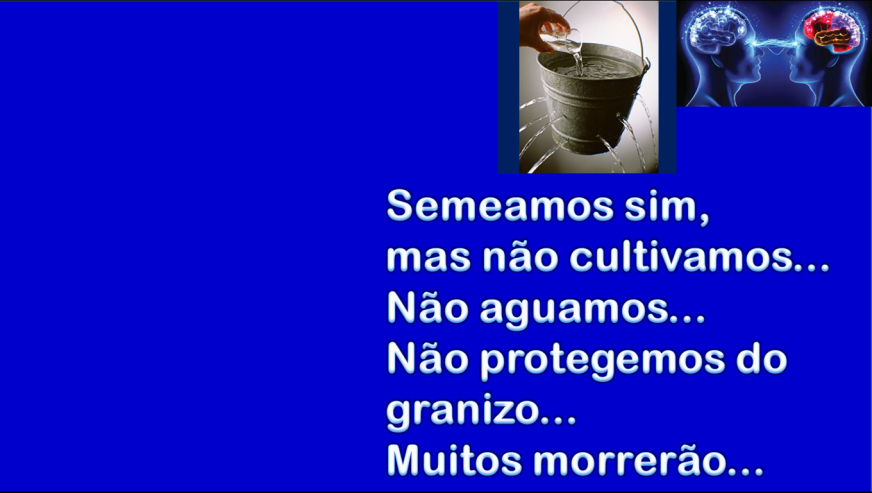 Semeamos sim,
mas não cultivamos...
Não aguamos...
Não protegemos do
granizo...
Muitos morrerão...